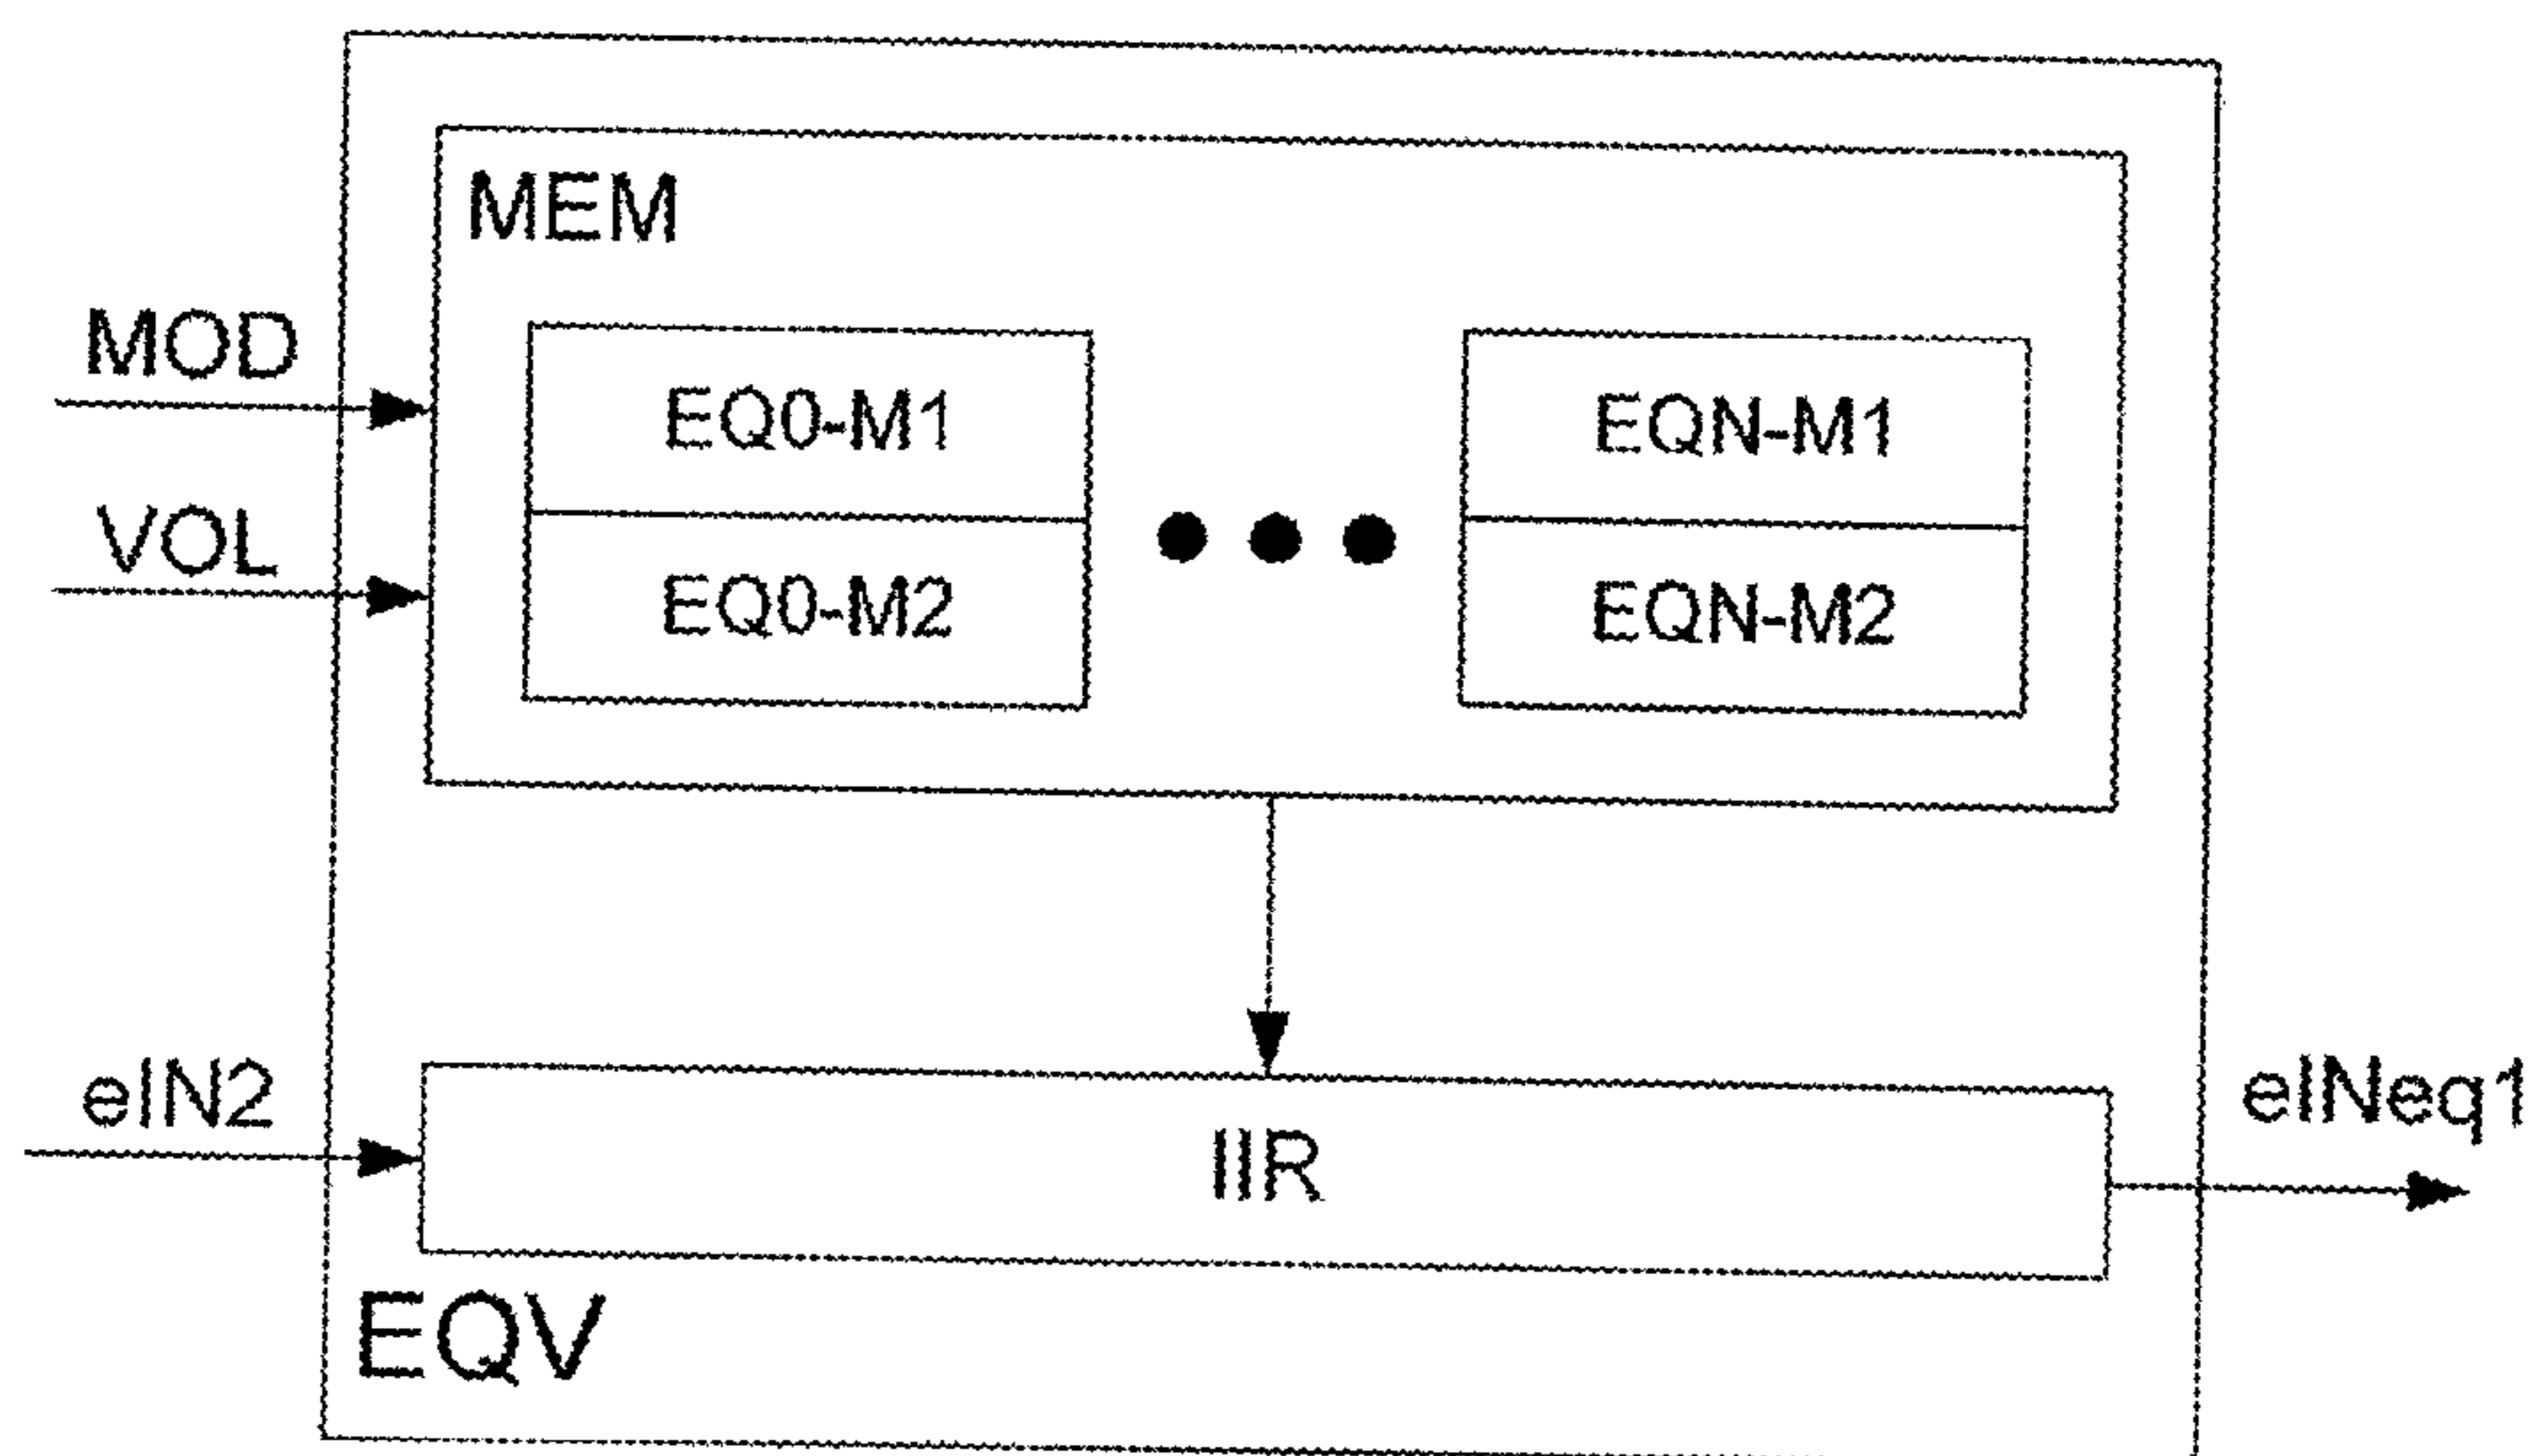 MEM
MOD
EQ0-M1
EQN-M1
VOL
EQ0-M2
EQN-M2
eIN2
eINeq1
IIR
EQV